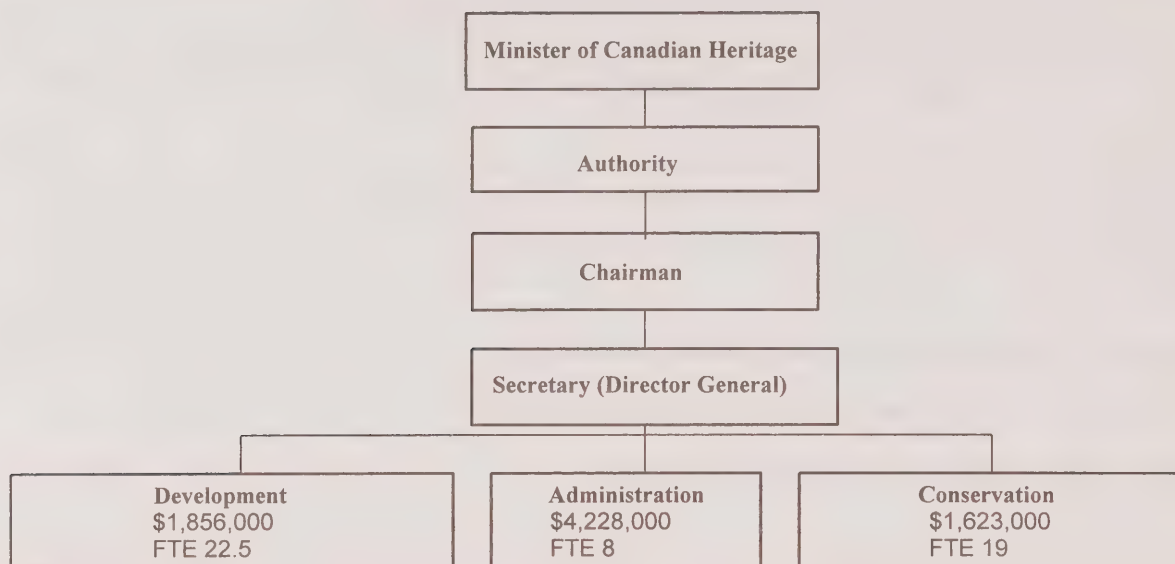 Minister of Canadian Heritage
Authority
Chairman
Secretary (Director General)
Development
$1,856,000
FTE 22.5
Administration
$4,228,000
FTE 8
Conservation
$1,623,000
FTE 19